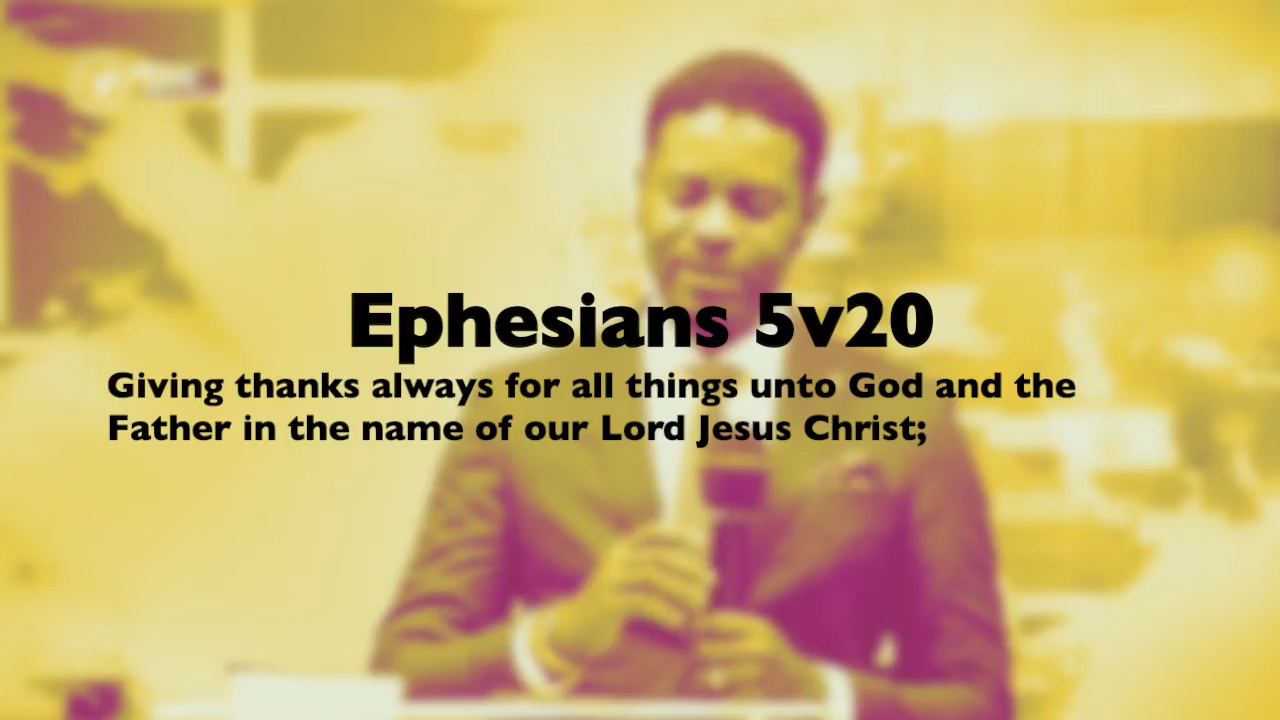 Ephesians 5v20
Giving thanks always for all things unto God and the
Father in the name of our Lord Jesus Christ;